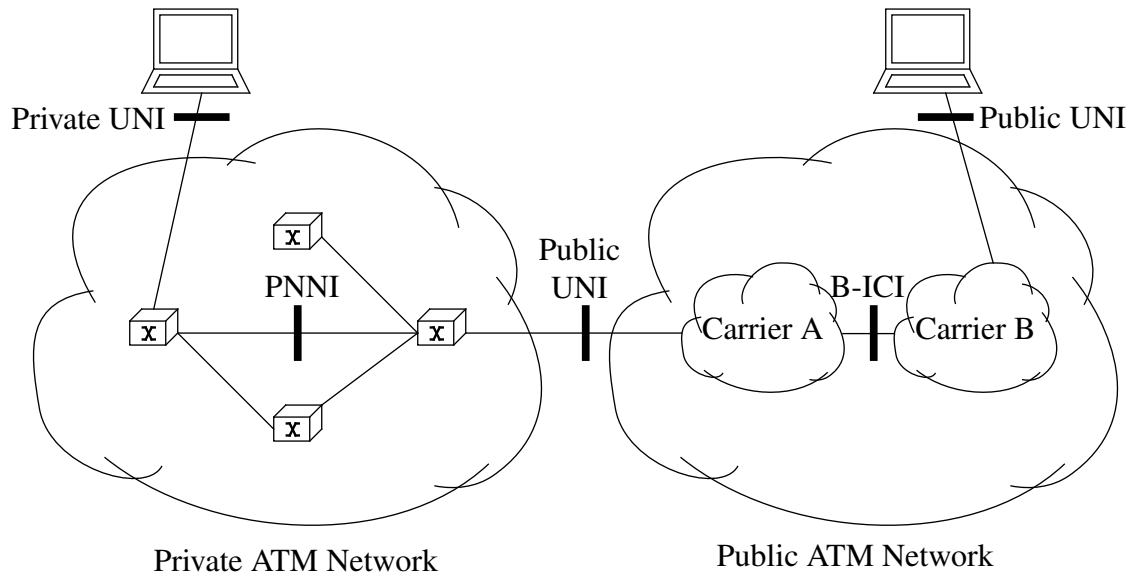 Private UNI
Public UNI
X
Public
UNI
PNNI
B-ICI
X
X
Carrier A
Carrier B
X
Private ATM Network
Public ATM Network